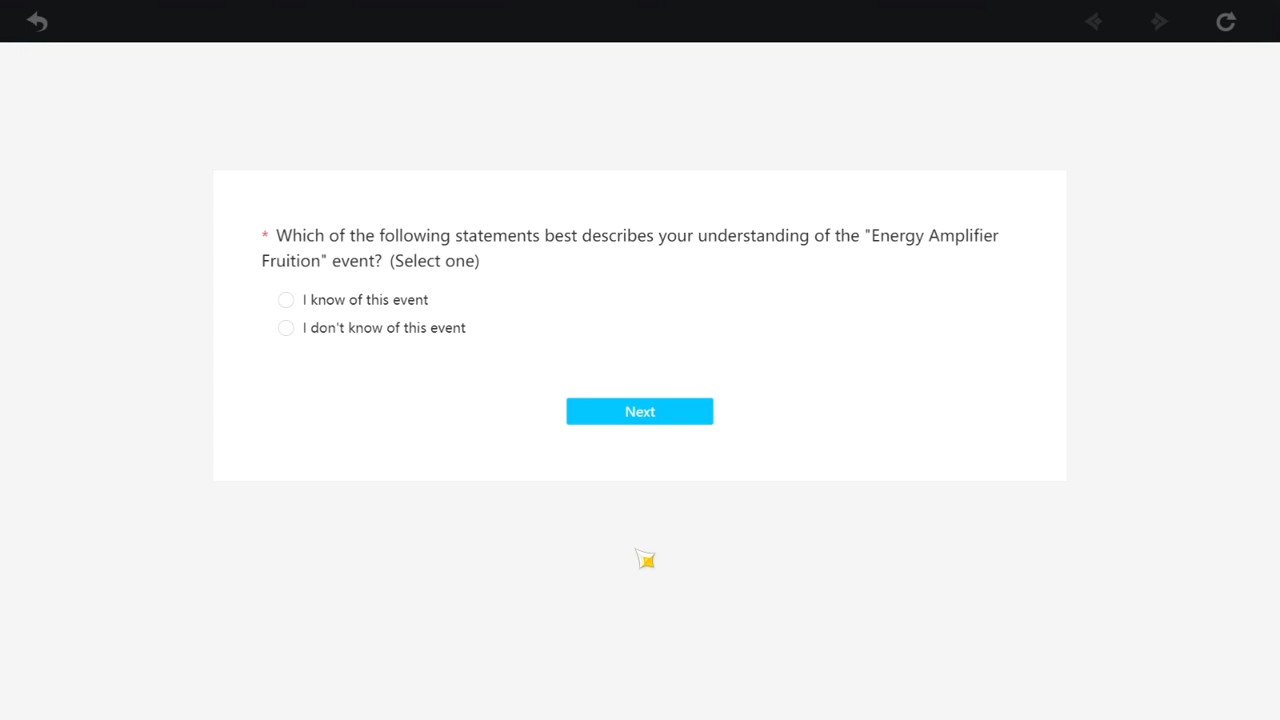 * Which of the following statements best describes your understanding of the "Energy Amplifier
Fruition" event? (Select one)
I know of this event
I don't know of this event
Next